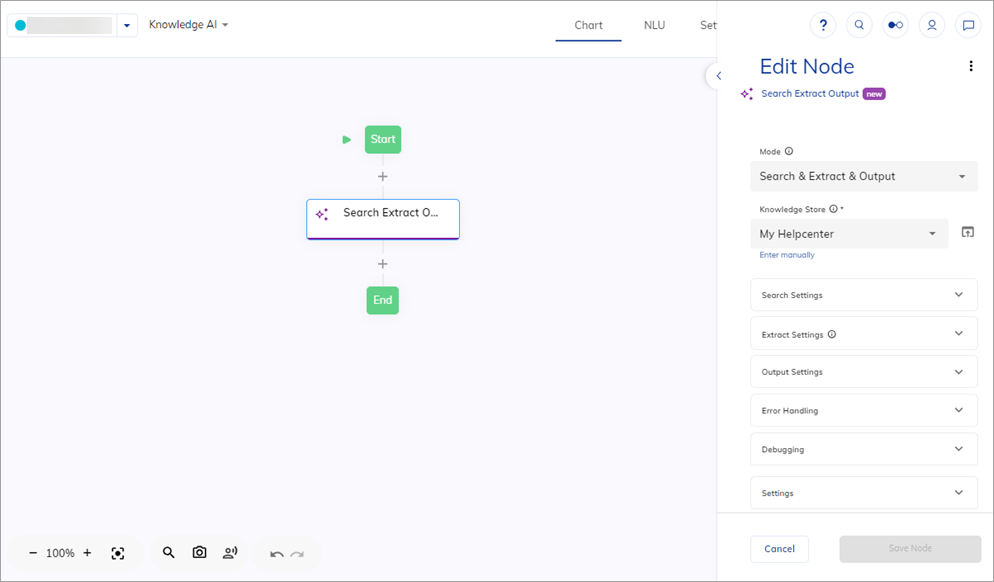 Knowledge AI
Chart
NLU
Set
?
Edit Node
Search Extract Output new
Mode
Search & Extract & Output
Knowledge Store *
My Helpcenter
Enter manually
Search Settings
Extract Settings
Output Settings
Error Handling
Debugging
Settings
Cancel
Save Node
Start
Search Extract O...
End
100%